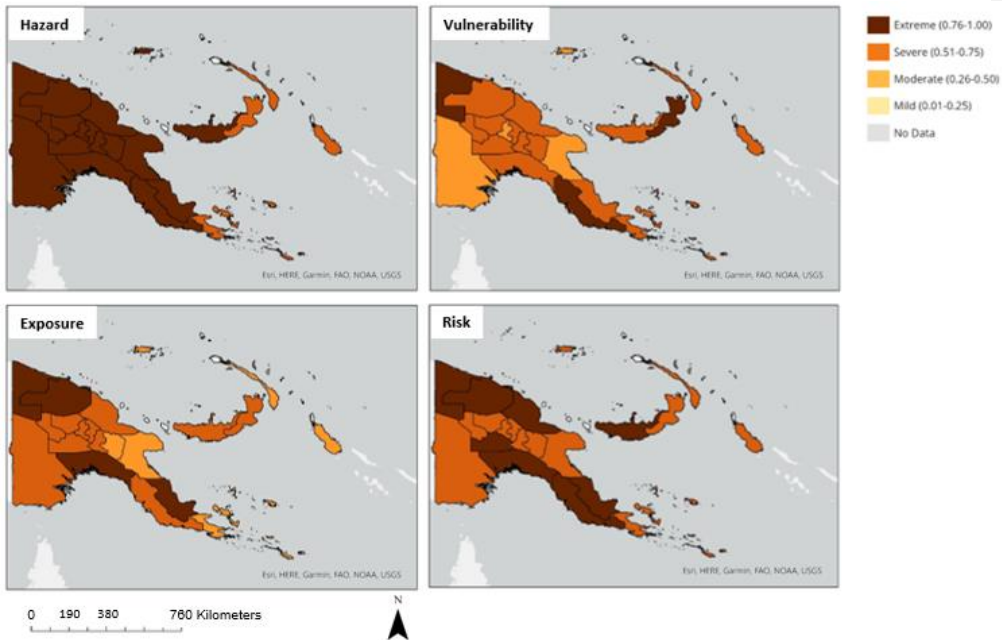 Hazard
Esri, HERE, Garmin, FAO, NOAA, USGS
Vulnerability
Esri, HERE, Garmin, FAO, NOAA, USGS
Extreme (0.76-1.00)
Severe (0.51-0.75)
Moderate (0.26-0.50)
Mild (0.01-0.25)
No Data
Exposure
Esri, HERE, Garmin, FAO, NOAA, USGS
Risk
Esri, HERE, Garmin, FAO, NOAA, USGS
0 190 380 760 Kilometers
N